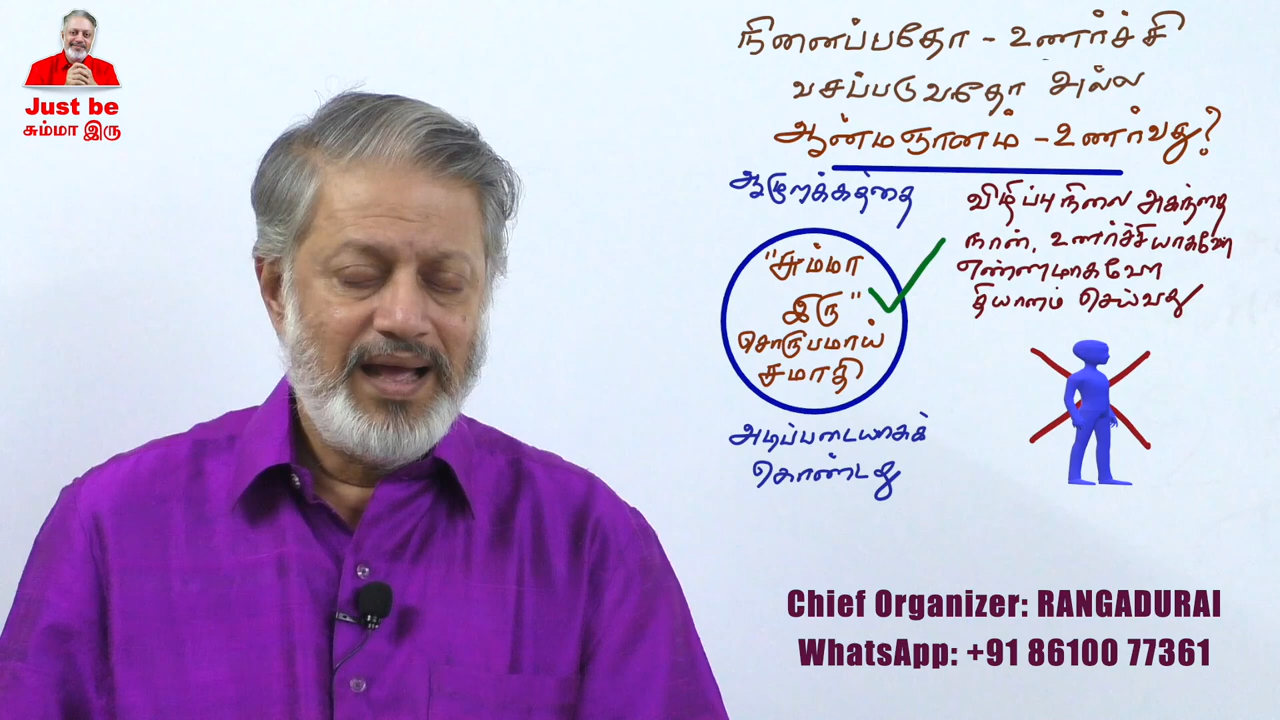 Just be
சும்மா இரு
நினைப்பதோ - உணர்ச்சி
வசப்படுவதோ அல்ல
ஆன்மஞானம் - உணர்வது?
ஆழுறக்கத்தை
"சும்மா
இரு"
சொரூபமாய்
சமாதி
அடிப்படையாகக்
கொண்டது
விழிப்பு நிலை அகந்தை
நான், உணர்ச்சியாகவோ
எண்ணமாகவோ
தியானம் செய்வது
Chief Organizer: RANGADURAI
WhatsApp: +91 86100 77361